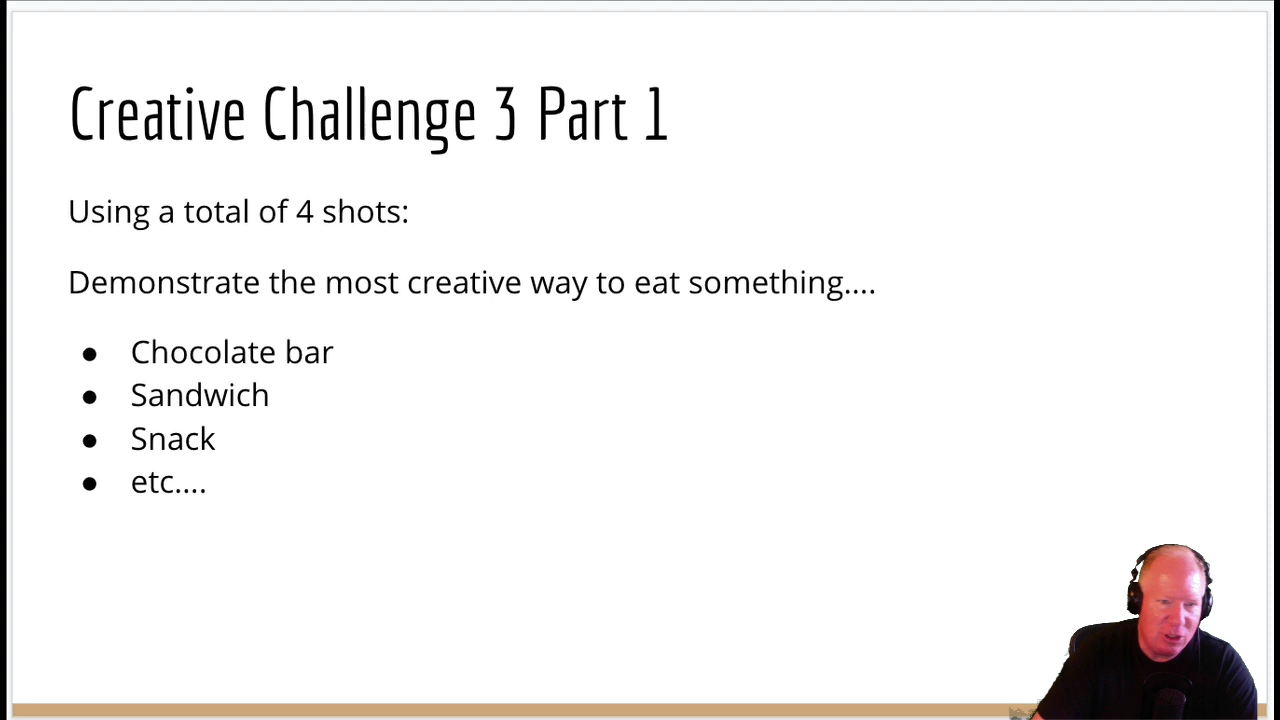 Creative Challenge 3 Part 1
Using a total of 4 shots:
Demonstrate the most creative way to eat something....
● Chocolate bar
● Sandwich
● Snack
● etc....